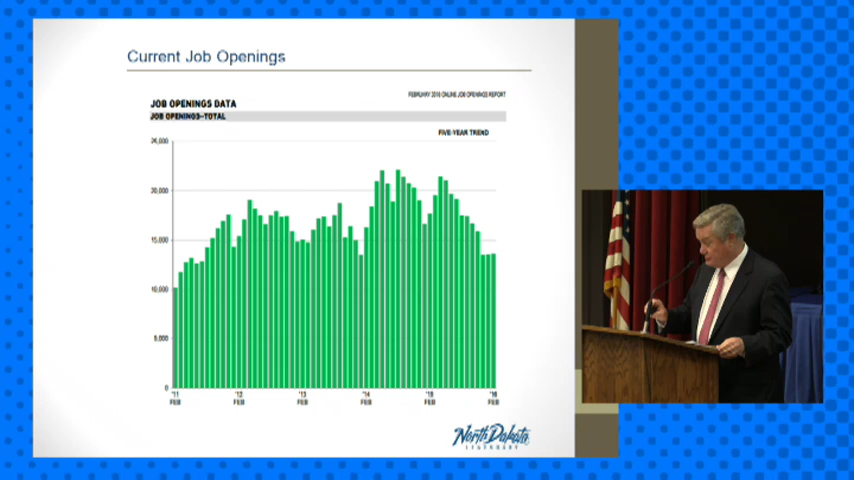 Current Job Openings
FEBRUARY 2016 ONLINE JOB OPENINGS REPORT
JOB OPENINGS DATA
JOB OPENINGS–TOTAL
FIVE-YEAR TREND
25,000
20,000
15,000
10,000
5,000
0
'11 '12 '13 '14 '15 '16
FEB FEB FEB FEB FEB FEB
North Dakota
LEGENDARY